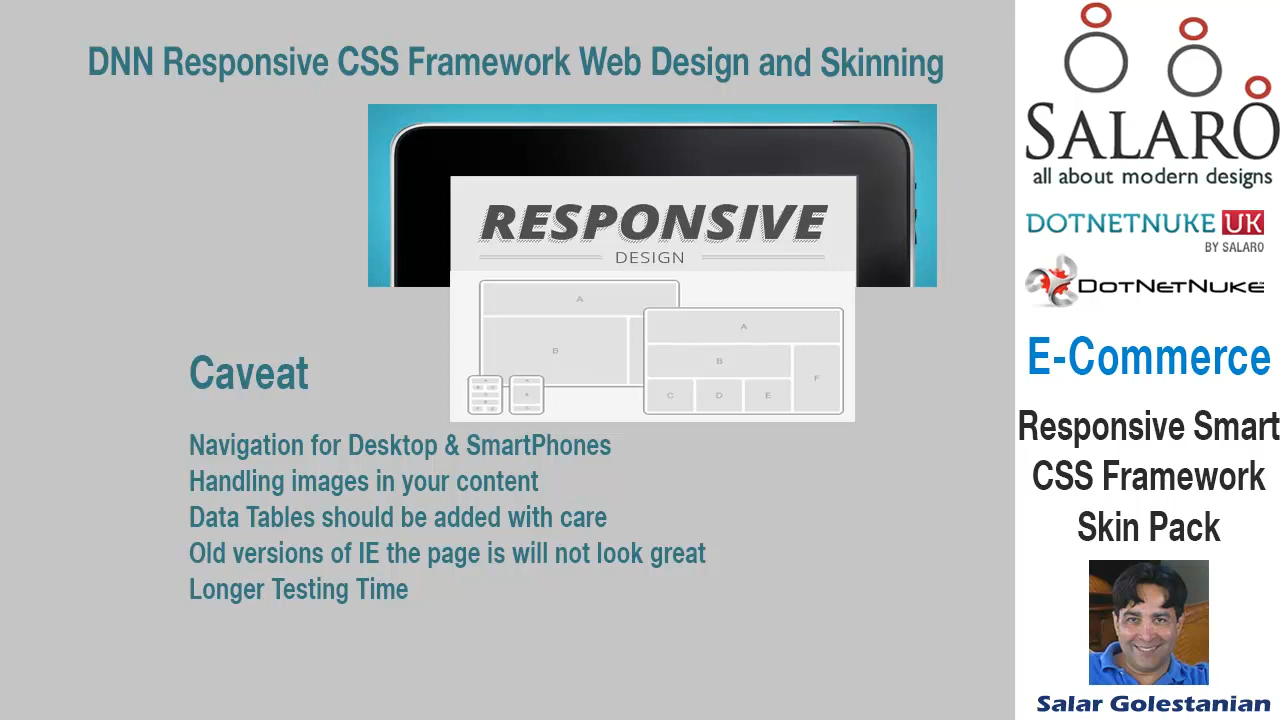 DNN Responsive CSS Framework Web Design and Skinning
RESPONSIVE
DESIGN
A
B
A
B
F
C
D
E
Caveat
Navigation for Desktop & SmartPhones
Handling images in your content
Data Tables should be added with care
Old versions of IE the page is will not look great
Longer Testing Time
SALARO
all about modern designs
DOTNETNUKE UK
BY SALARO
DOTNETNUKE
E-Commerce
Responsive Smart
CSS Framework
Skin Pack
Salar Golestanian